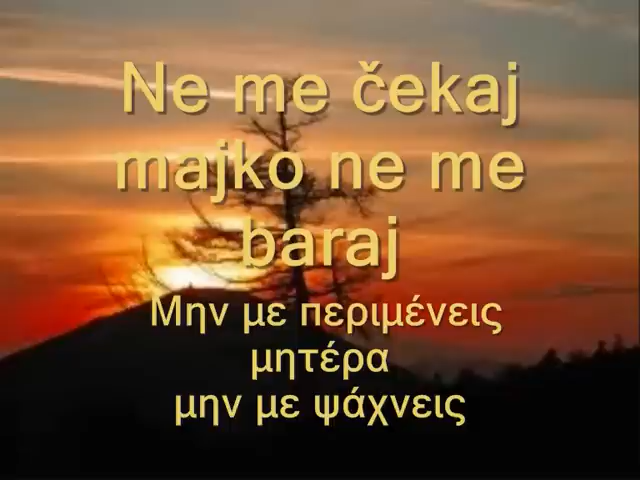 Ne me čekaj
majko ne me
baraj
Μην με περιμένεις
μητέρα
μην με ψάχνεις